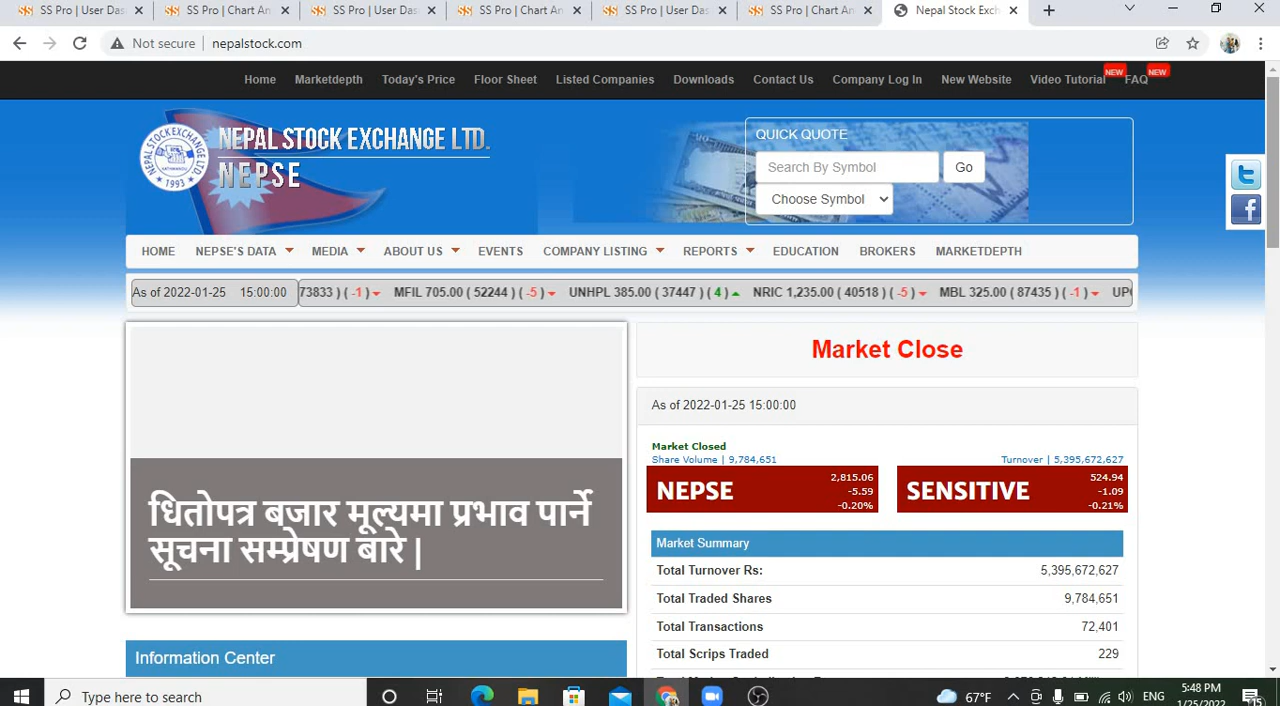 SS Pro | User Das
SS Pro | Chart An
SS Pro | User Das
SS Pro | Chart An
SS Pro | User Das
SS Pro | Chart An
Nepal Stock Exch
Not secure | nepalstock.com
Home Marketdepth Today's Price Floor Sheet Listed Companies Downloads Contact Us Company Log In New Website Video Tutorial NEW FAQ NEW
NEPAL STOCK EXCHANGE LTD.
NEPSE
NEPAL STOCK EXCHANGE LTD.
KATHMANDU
1993
QUICK QUOTE
Search By Symbol Go
Choose Symbol
HOME NEPSE'S DATA MEDIA ABOUT US EVENTS COMPANY LISTING REPORTS EDUCATION BROKERS MARKETDEPTH
As of 2022-01-25 15:00:00 73833 ) ( -1 ) MFIL 705.00 ( 52244 ) ( -5 ) UNHPL 385.00 ( 37447 ) ( 4 ) NRIC 1,235.00 ( 40518 ) ( -5 ) MBL 325.00 ( 87435 ) ( -1 )
धितोपत्र बजार मूल्यमा प्रभाव पार्ने
सूचना सम्प्रेषण बारे |
Information Center
Market Close
As of 2022-01-25 15:00:00
Market Closed
Share Volume | 9,784,651 Turnover | 5,395,672,627
NEPSE 2,815.06 -5.59 -0.20%
SENSITIVE 524.94 -1.09 -0.21%
Market Summary
Total Turnover Rs: 5,395,672,627
Total Traded Shares 9,784,651
Total Transactions 72,401
Total Scrips Traded 229
Type here to search
67°F ENG 5:48 PM
1/25/2022
15